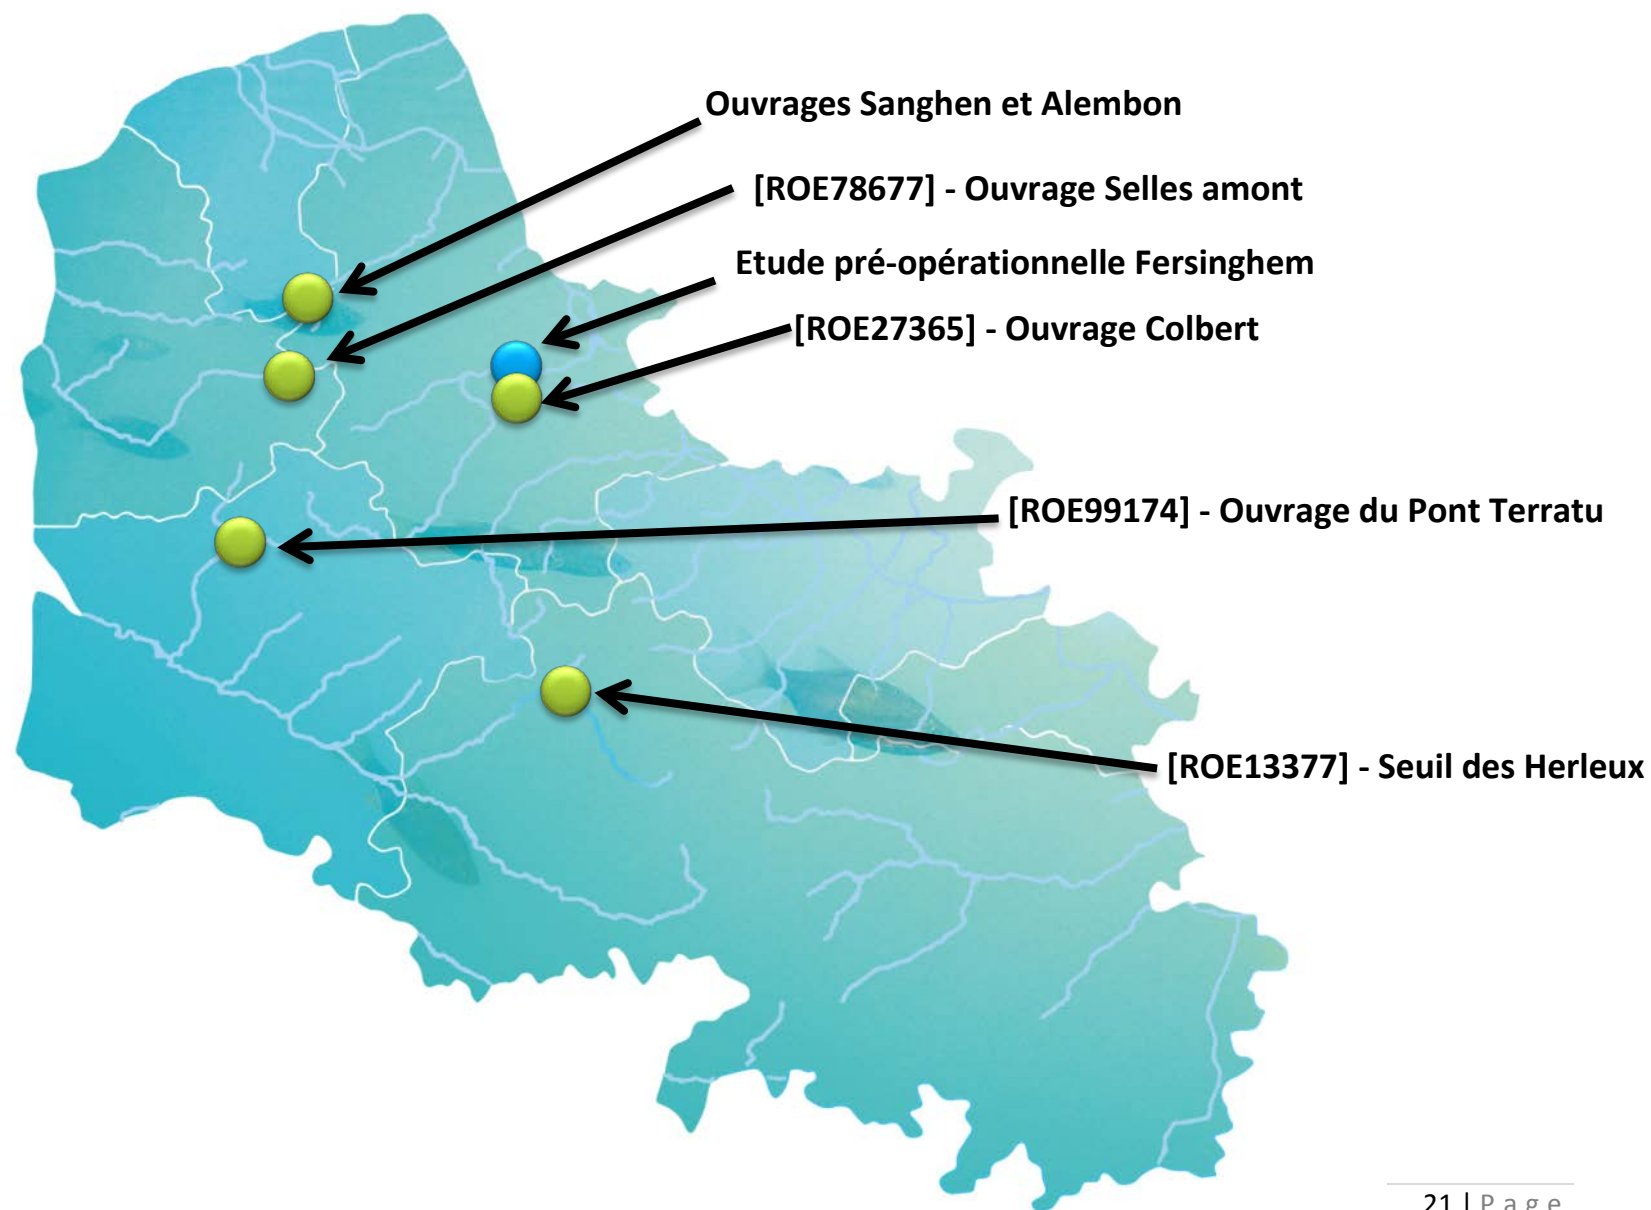 Ouvrages Sanghen et Alembon
[ROE78677] - Ouvrage Selles amont
Etude pré-opérationnelle Fersinghem
[ROE27365] - Ouvrage Colbert
[ROE99174] - Ouvrage du Pont Terratu
[ROE13377] - Seuil des Herleux
21 | Page